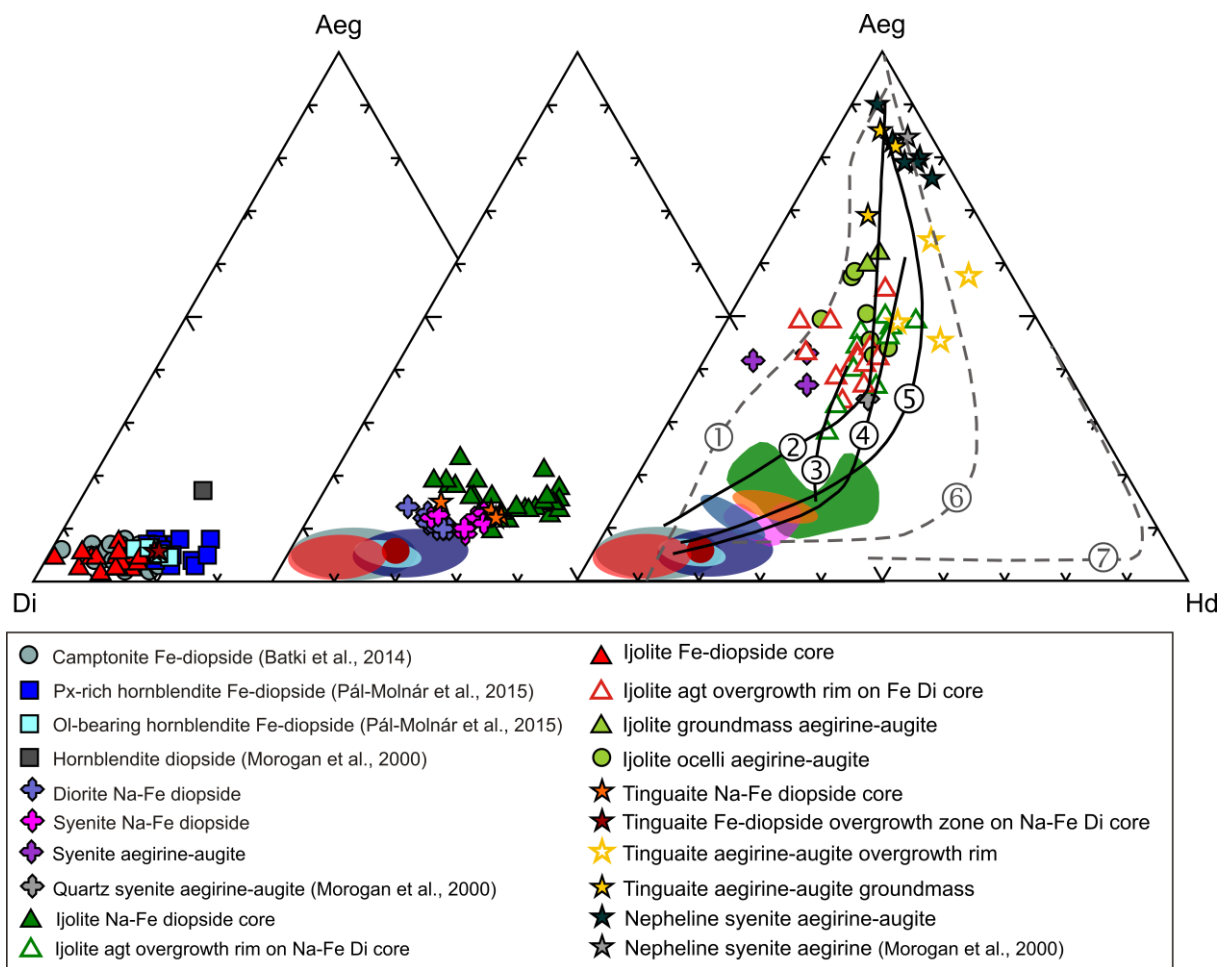 Aeg
Aeg
①
②
③
④
⑤
⑥
⑦
Di
Hd
Camptonite Fe-diopside (Batki et al., 2014)
Px-rich hornblendite Fe-diopside (Pál-Molnár et al., 2015)
Ol-bearing hornblendite Fe-diopside (Pál-Molnár et al., 2015)
Hornblendite diopside (Morogan et al., 2000)
Diorite Na-Fe diopside
Syenite Na-Fe diopside
Syenite aegirine-augite
Quartz syenite aegirine-augite (Morogan et al., 2000)
Ijolite Na-Fe diopside core
Ijolite agt overgrowth rim on Na-Fe Di core
Ijolite Fe-diopside core
Ijolite agt overgrowth rim on Fe Di core
Ijolite groundmass aegirine-augite
Ijolite ocelli aegirine-augite
Tinguaite Na-Fe diopside core
Tinguaite Fe-diopside overgrowth zone on Na-Fe Di core
Tinguaite aegirine-augite overgrowth rim
Tinguaite aegirine-augite groundmass
Nepheline syenite aegirine-augite
Nepheline syenite aegirine (Morogan et al., 2000)